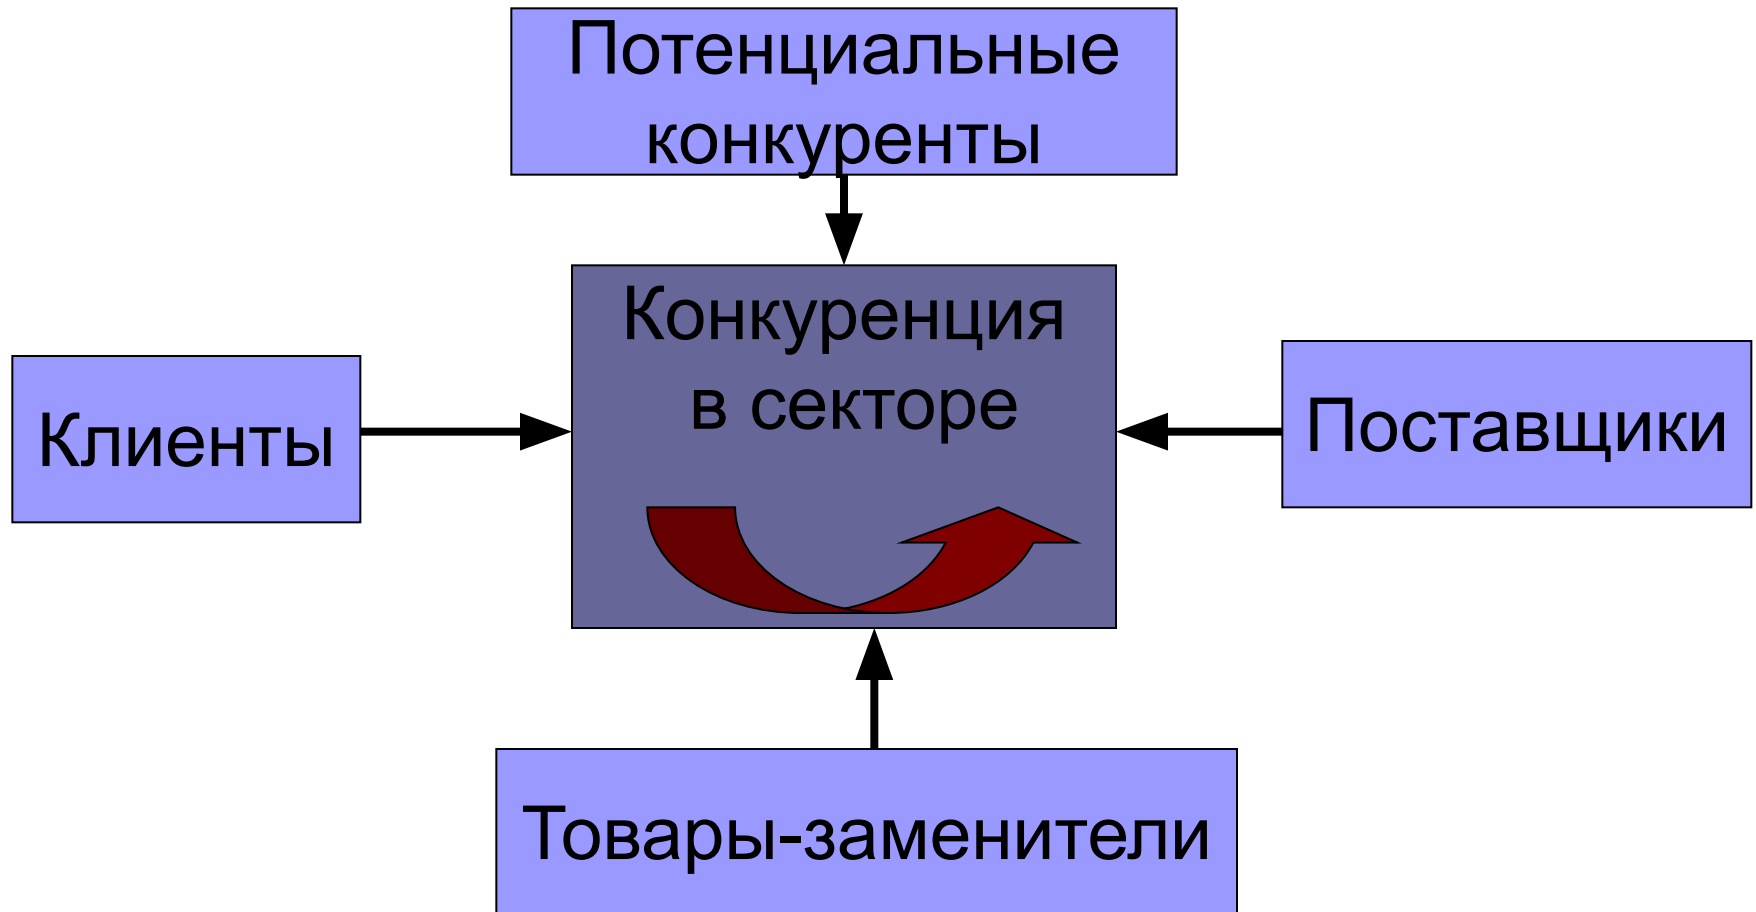 Потенциальные
конкуренты
Конкуренция
в секторе
Клиенты
Поставщики
Товары-заменители